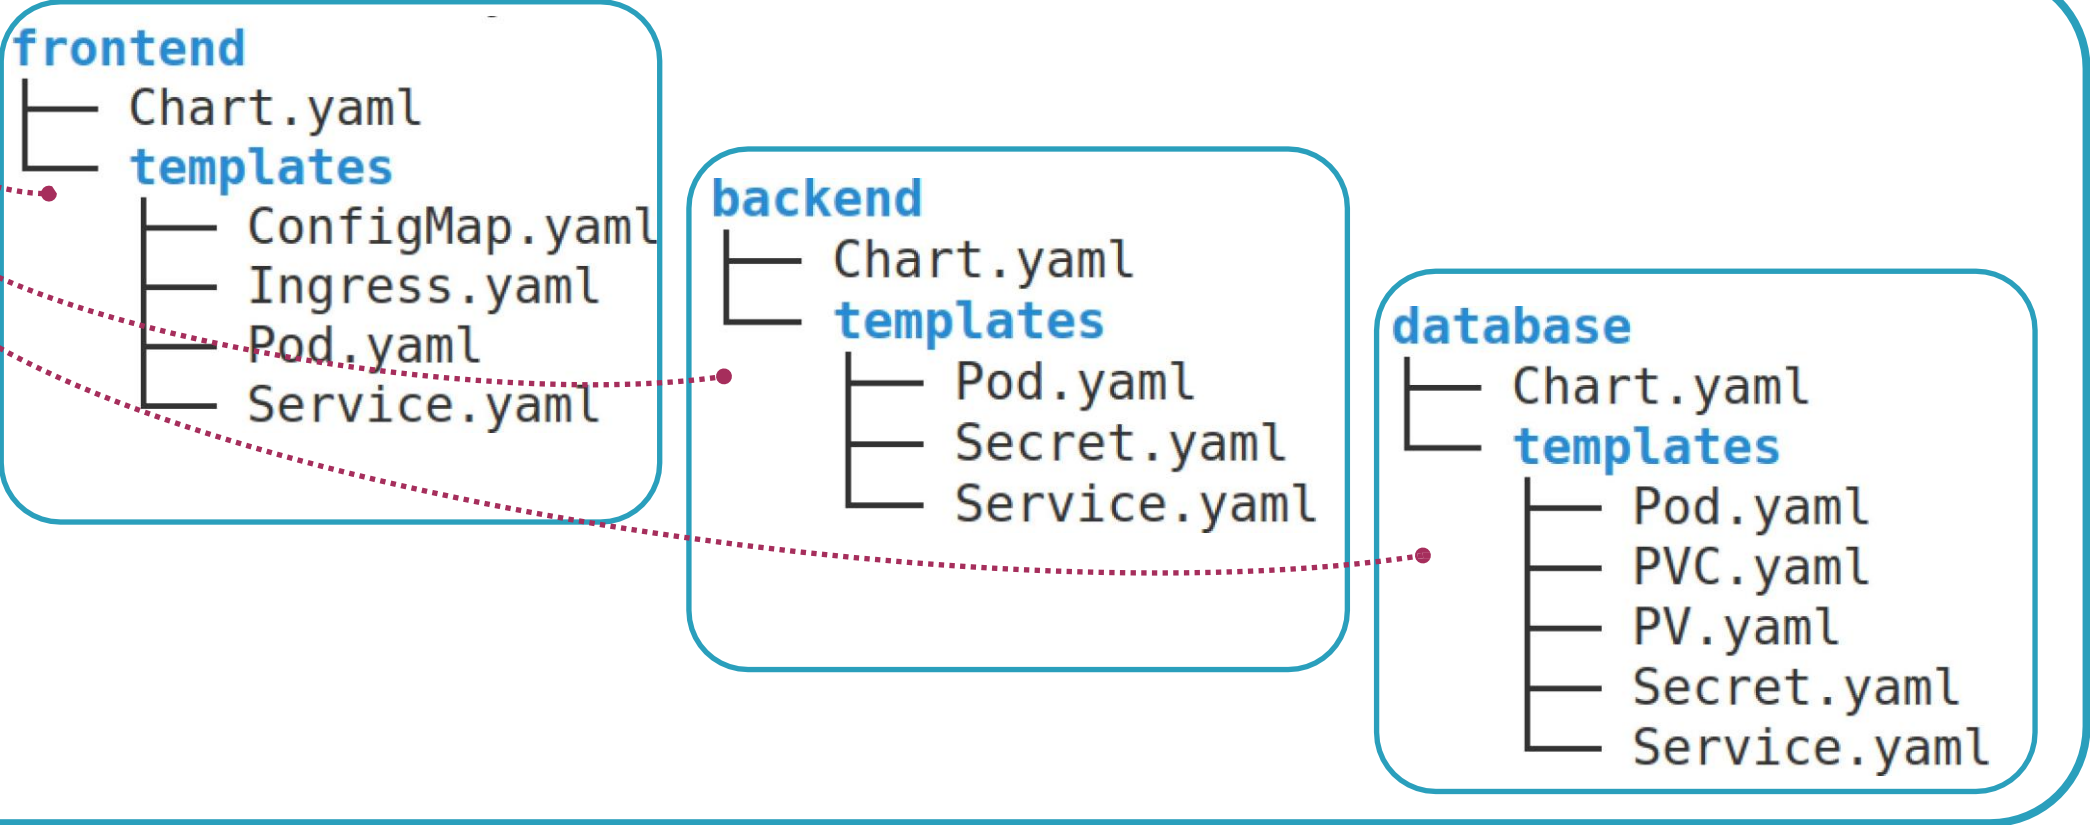 frontend
Chart.yaml
templates
ConfigMap.yaml
Ingress.yaml
Pod.yaml
Service.yaml
backend
Chart.yaml
templates
Pod.yaml
Secret.yaml
Service.yaml
database
Chart.yaml
templates
Pod.yaml
PVC.yaml
PV.yaml
Secret.yaml
Service.yaml